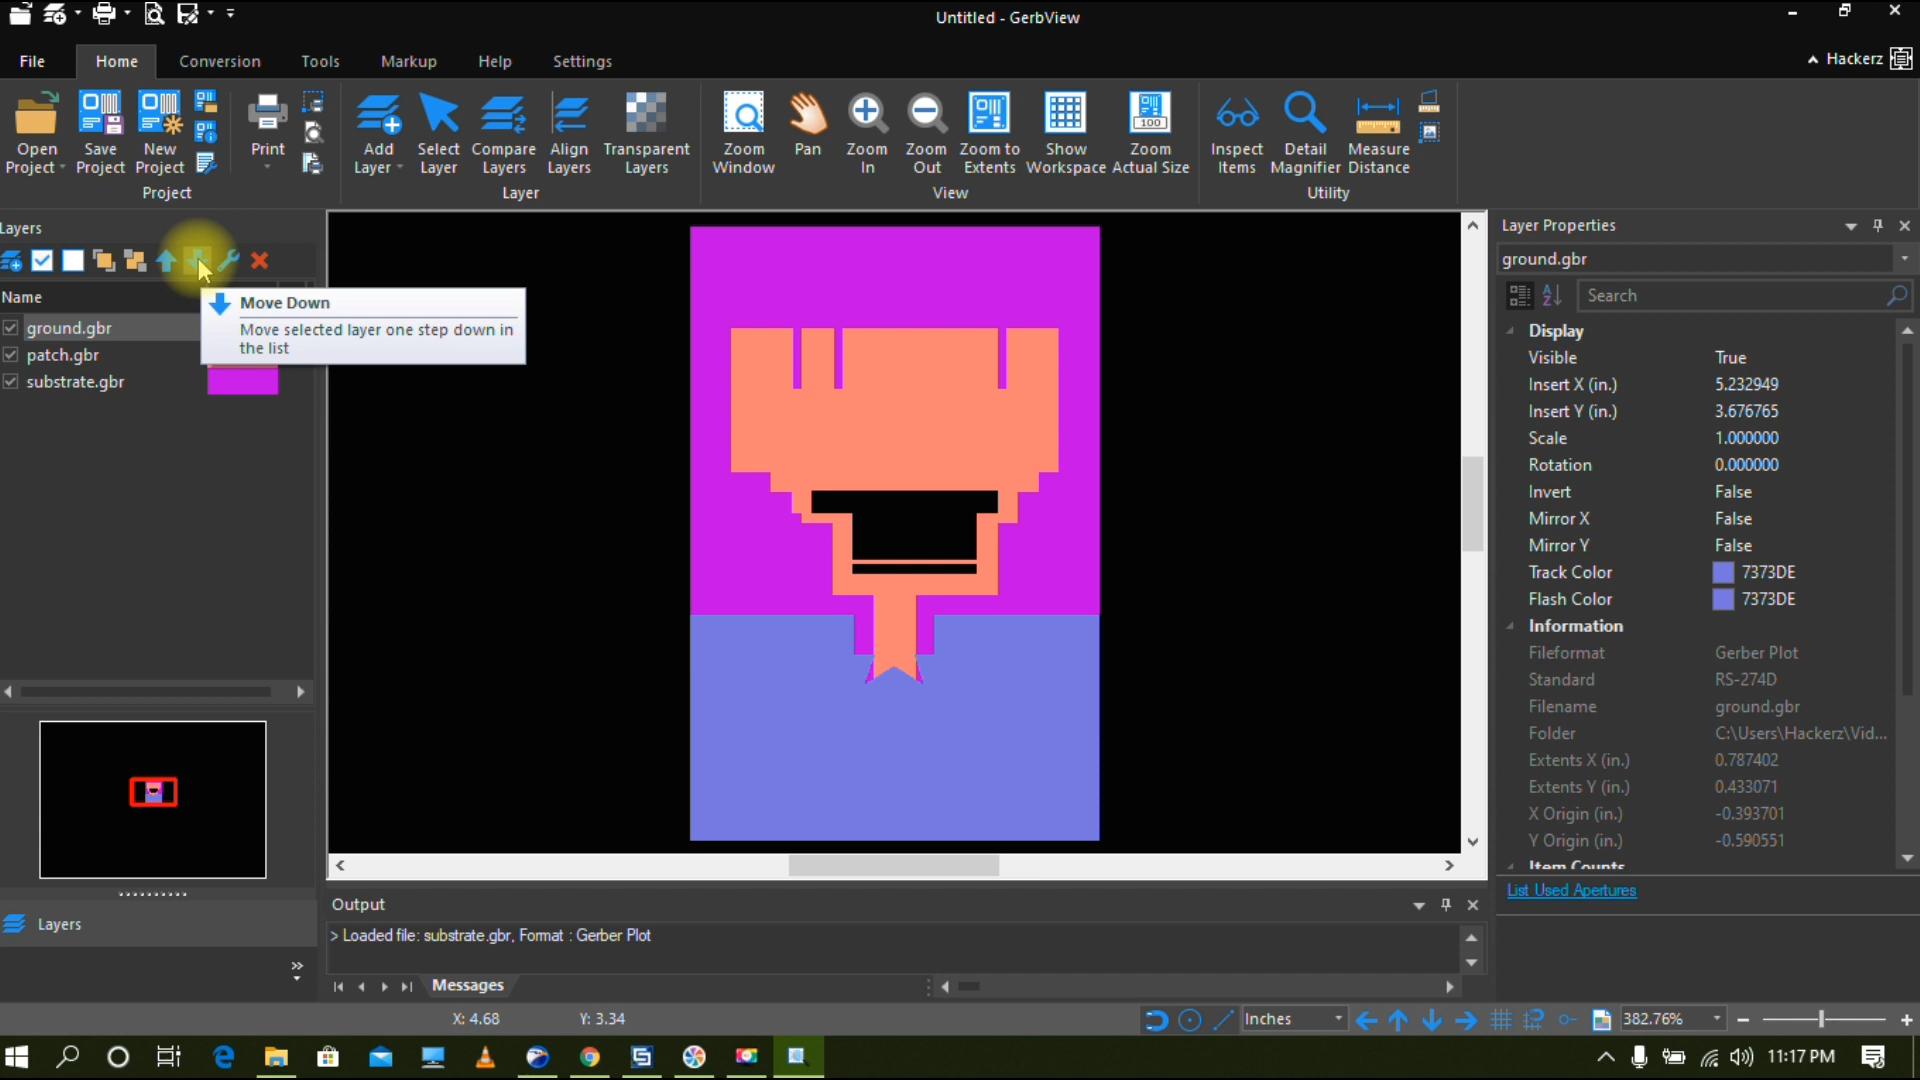 Untitled - GerbView
File
Home
Conversion
Tools
Markup
Help
Settings
Hackerz
Open
Project
Save
Project
New
Project
Print
Add
Layer
Select
Layer
Compare
Layers
Align
Layers
Transparent
Layers
Zoom
Window
Pan
Zoom
In
Zoom
Out
Zoom to
Extents
Show
Workspace
100
Zoom
Actual Size
Inspect
Items
Detail
Magnifier
Measure
Distance
Project
Layer
View
Utility
Layers
Name
ground.gbr
patch.gbr
substrate.gbr
Move Down
Move selected layer one step down in
the list
Layers
Output
> Loaded file: substrate.gbr, Format : Gerber Plot
Messages
Layer Properties
ground.gbr
Search
Display
Visible True
Insert X (in.) 5.232949
Insert Y (in.) 3.676765
Scale 1.000000
Rotation 0.000000
Invert False
Mirror X False
Mirror Y False
Track Color 7373DE
Flash Color 7373DE
Information
Fileformat Gerber Plot
Standard RS-274D
Filename ground.gbr
Folder C:\Users\Hackerz\Vid...
Extents X (in.) 0.787402
Extents Y (in.) 0.433071
X Origin (in.) -0.393701
Y Origin (in.) -0.590551
Item Counts
List Used Apertures
X: 4.68 Y: 3.34
Inches
382.76%
11:17 PM